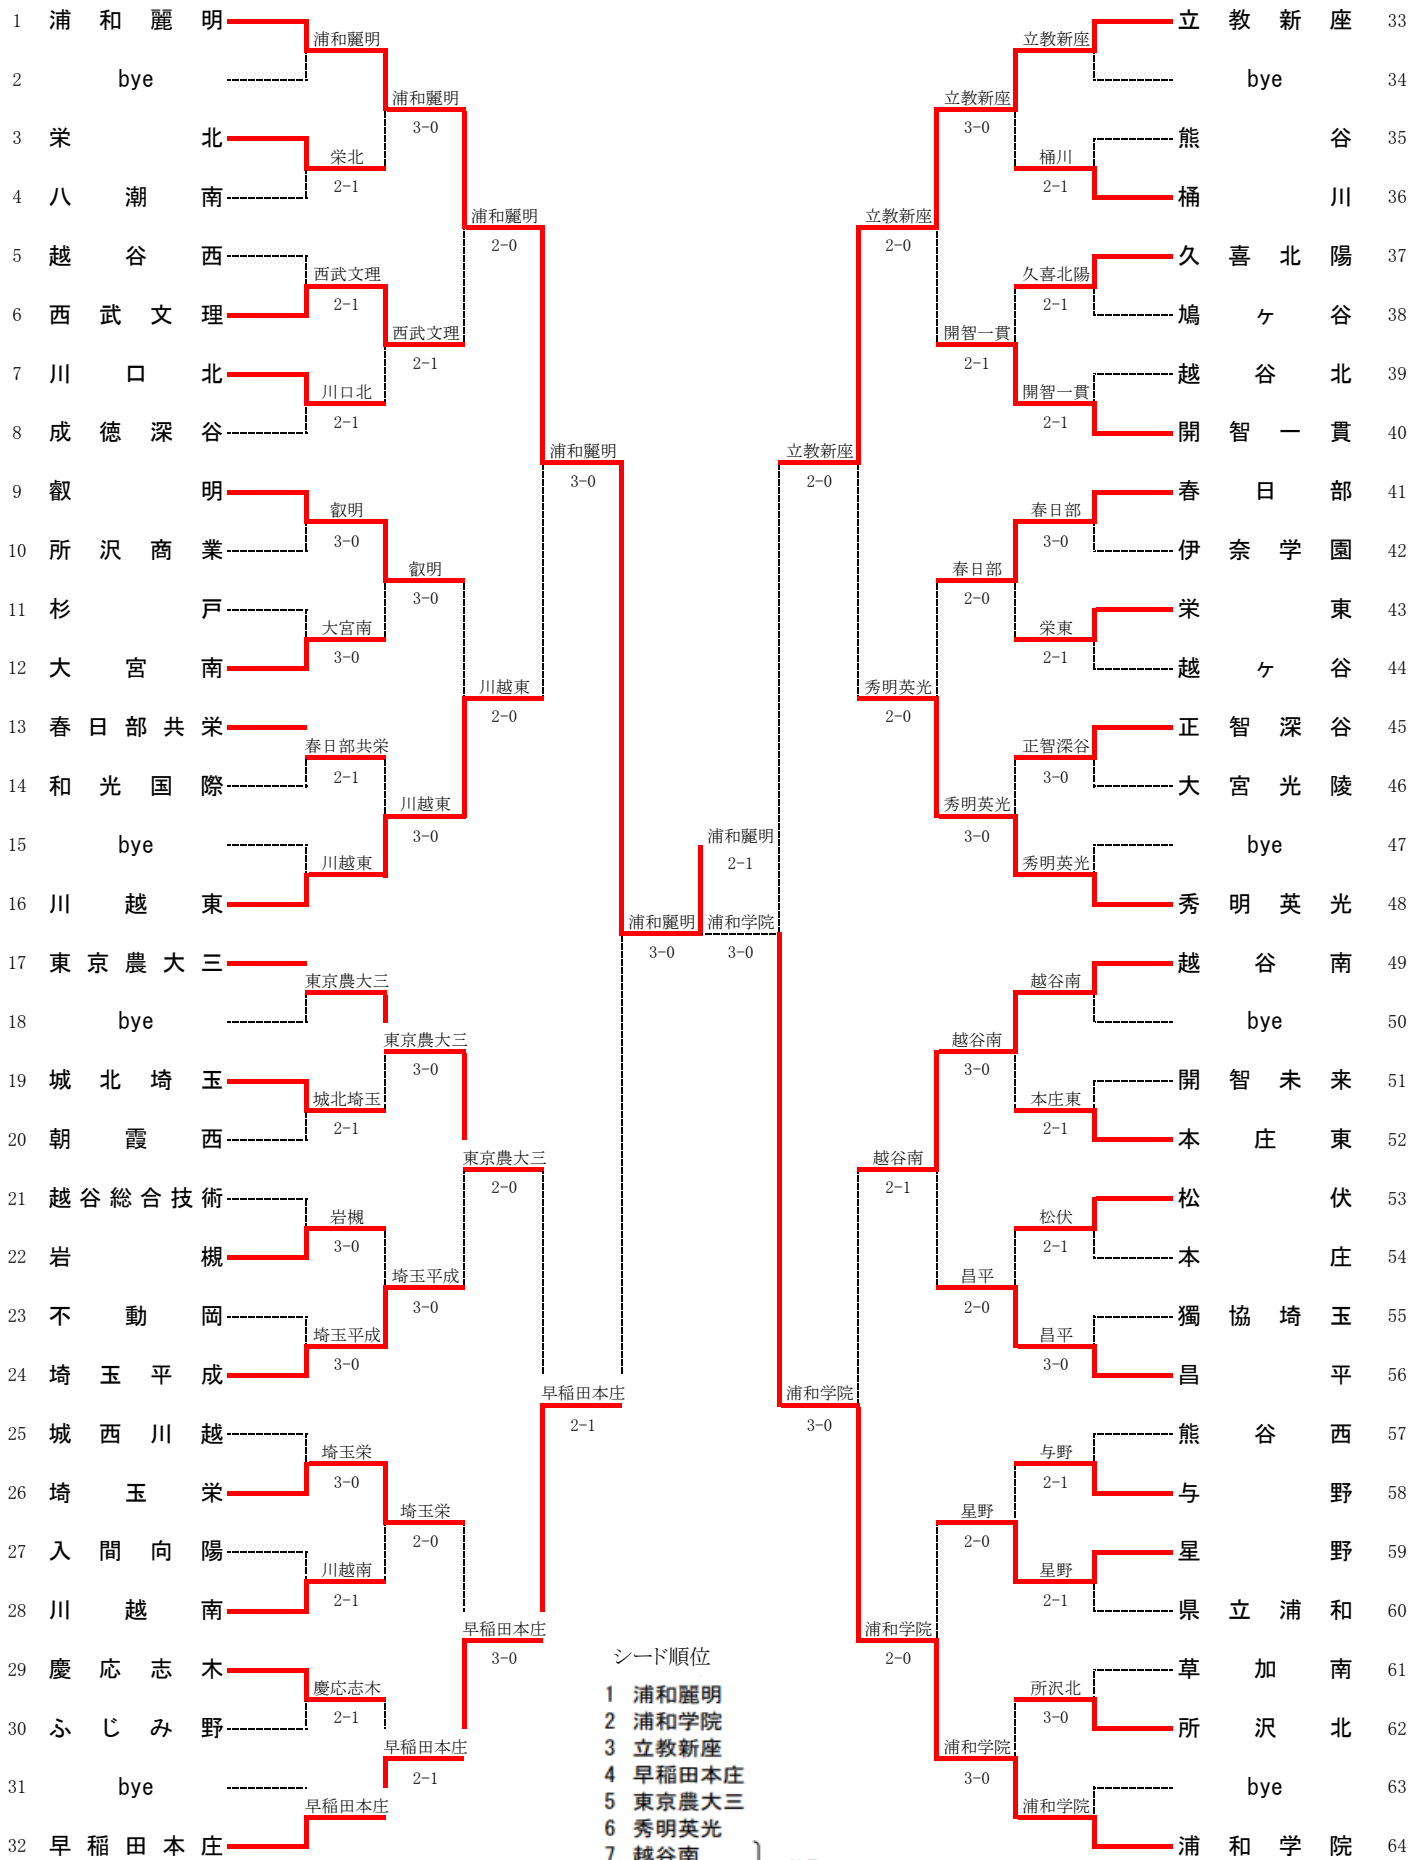 1 浦和麗明
2 bye
3 栄北
4 八潮南
5 越谷西
6 西武文理
7 川口北
8 成徳深谷
9 叡明
10 所沢商業
11 杉戸
12 大宮南
13 春日部共栄
14 和光国際
15 bye
16 川越東
17 東京農大三
18 bye
19 城北埼玉
20 朝霞西
21 越谷総合技術
22 岩槻
23 不動岡
24 埼玉平成
25 城西川越
26 埼玉栄
27 入間向陽
28 川越南
29 慶応志木
30 ふじみ野
31 bye
32 早稲田本庄
浦和麗明
栄北
2-1
西武文理
2-1
川口北
2-1
叡明
3-0
大宮南
3-0
春日部共栄
2-1
川越東
東京農大三
城北埼玉
2-1
岩槻
3-0
埼玉平成
3-0
埼玉栄
3-0
川越南
2-1
慶応志木
2-1
早稲田本庄
浦和麗明
3-0
西武文理
2-1
叡明
3-0
川越東
3-0
東京農大三
3-0
埼玉平成
3-0
埼玉栄
2-0
早稲田本庄
2-1
浦和麗明
2-0
川越東
2-0
東京農大三
2-0
早稲田本庄
3-0
浦和麗明
3-0
早稲田本庄
2-1
浦和麗明
3-0
浦和麗明
2-1
浦和学院
3-0
立教新座
2-0
浦和学院
3-0
立教新座
2-0
秀明英光
2-0
越谷南
2-1
浦和学院
2-0
立教新座
3-0
開智一貫
2-1
春日部
2-0
秀明英光
3-0
越谷南
3-0
昌平
2-0
星野
2-0
浦和学院
3-0
立教新座
桶川
2-1
久喜北陽
2-1
開智一貫
2-1
春日部
3-0
栄東
2-1
正智深谷
3-0
秀明英光
越谷南
本庄東
2-1
松伏
2-1
昌平
3-0
与野
2-1
星野
2-1
所沢北
3-0
浦和学院
立教新座 33
bye 34
熊谷 35
桶川 36
久喜北陽 37
鳩ヶ谷 38
越谷北 39
開智一貫 40
春日部 41
伊奈学園 42
栄東 43
越ヶ谷 44
正智深谷 45
大宮光陵 46
bye 47
秀明英光 48
越谷南 49
bye 50
開智未来 51
本庄東 52
松伏 53
本庄 54
獨協埼玉 55
昌平 56
熊谷西 57
与野 58
星野 59
県立浦和 60
草加南 61
所沢北 62
bye 63
浦和学院 64
シード順位
1 浦和麗明
2 浦和学院
3 立教新座
4 早稲田本庄
5 東京農大三
6 秀明英光
7 越谷南